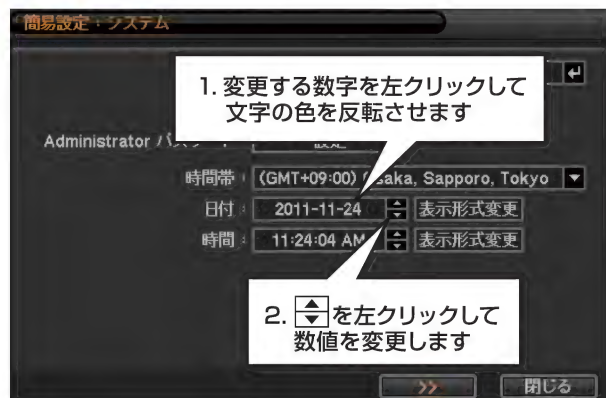 簡易設定：システム
1. 変更する数字を左クリックして
文字の色を反転させます
Administrator
時間帯： (GMT+09:00) Osaka, Sapporo, Tokyo
日付： 2011-11-24 表示形式変更
時間： 11:24:04 AM 表示形式変更
2. を左クリックして
数値を変更します
>> 閉じる